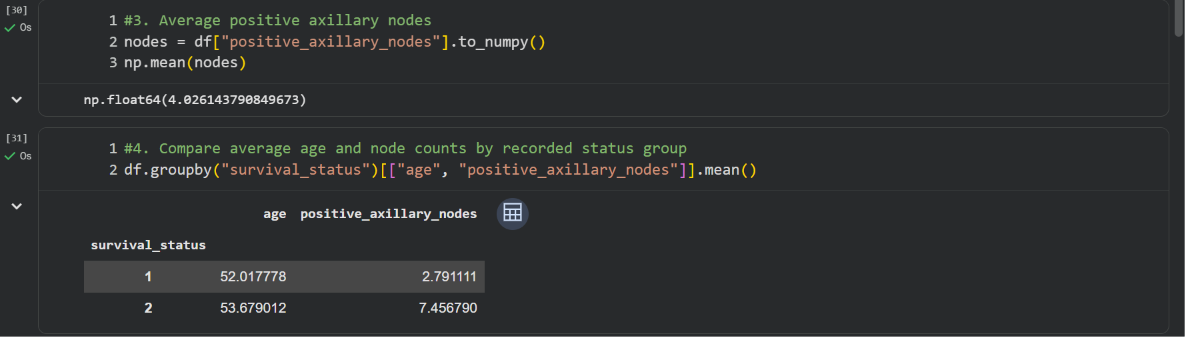 [30]
0s
1 #3. Average positive axillary nodes
2 nodes = df["positive_axillary_nodes"].to_numpy()
3 np.mean(nodes)
np.float64(4.026143790849673)
[31]
0s
1 #4. Compare average age and node counts by recorded status group
2 df.groupby("survival_status")[["age", "positive_axillary_nodes"]].mean()
age positive_axillary_nodes
survival_status
1 52.017778 2.791111
2 53.679012 7.456790